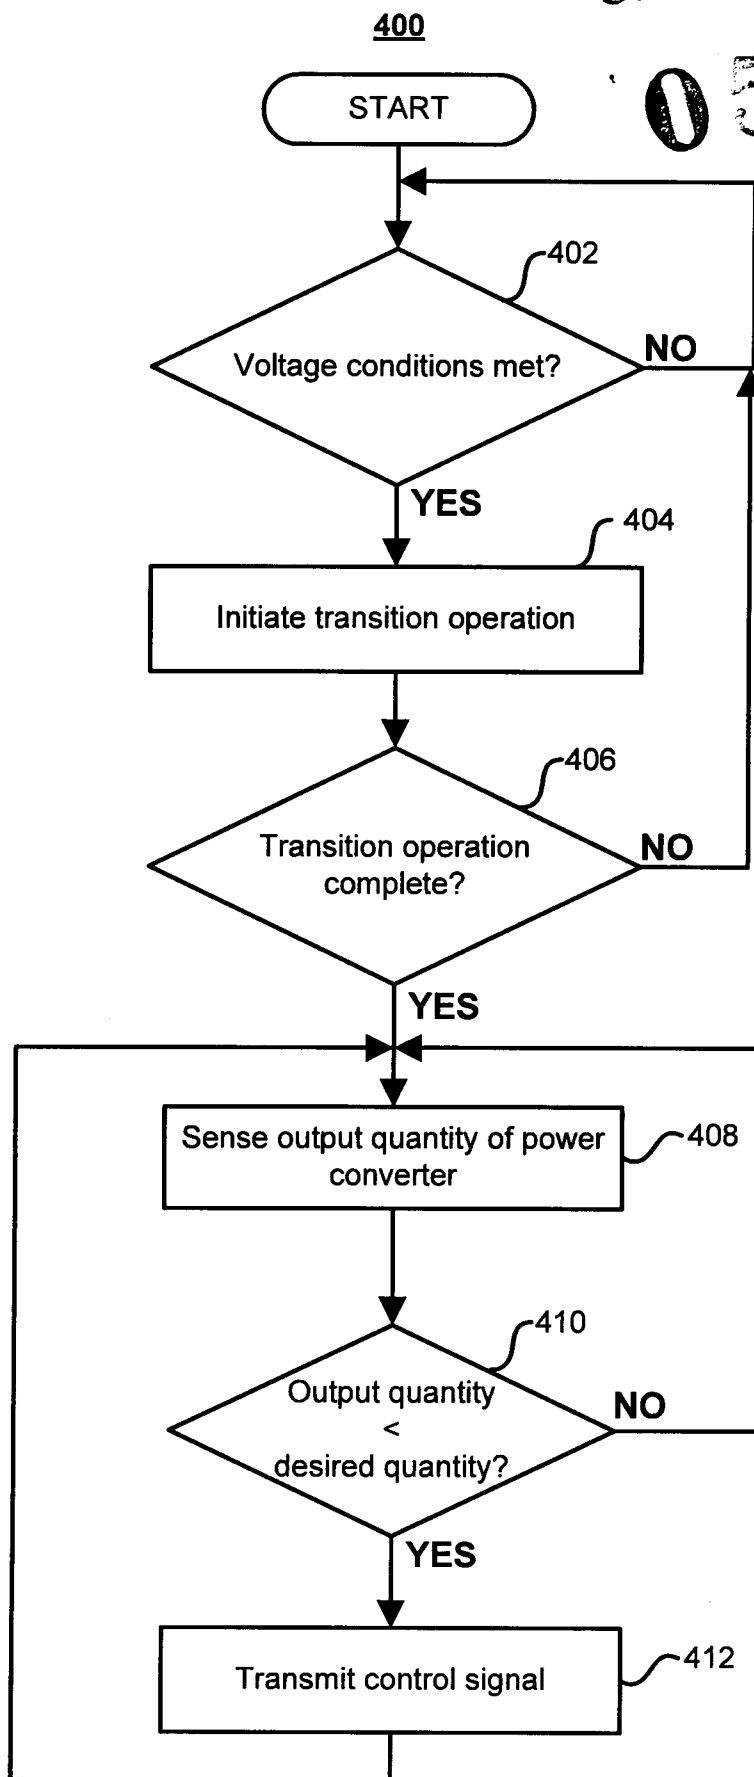 400
START
402
Voltage conditions met?
NO
YES
404
Initiate transition operation
406
Transition operation
complete?
NO
YES
Sense output quantity of power
converter
408
410
Output quantity
<
desired quantity?
NO
YES
Transmit control signal
412